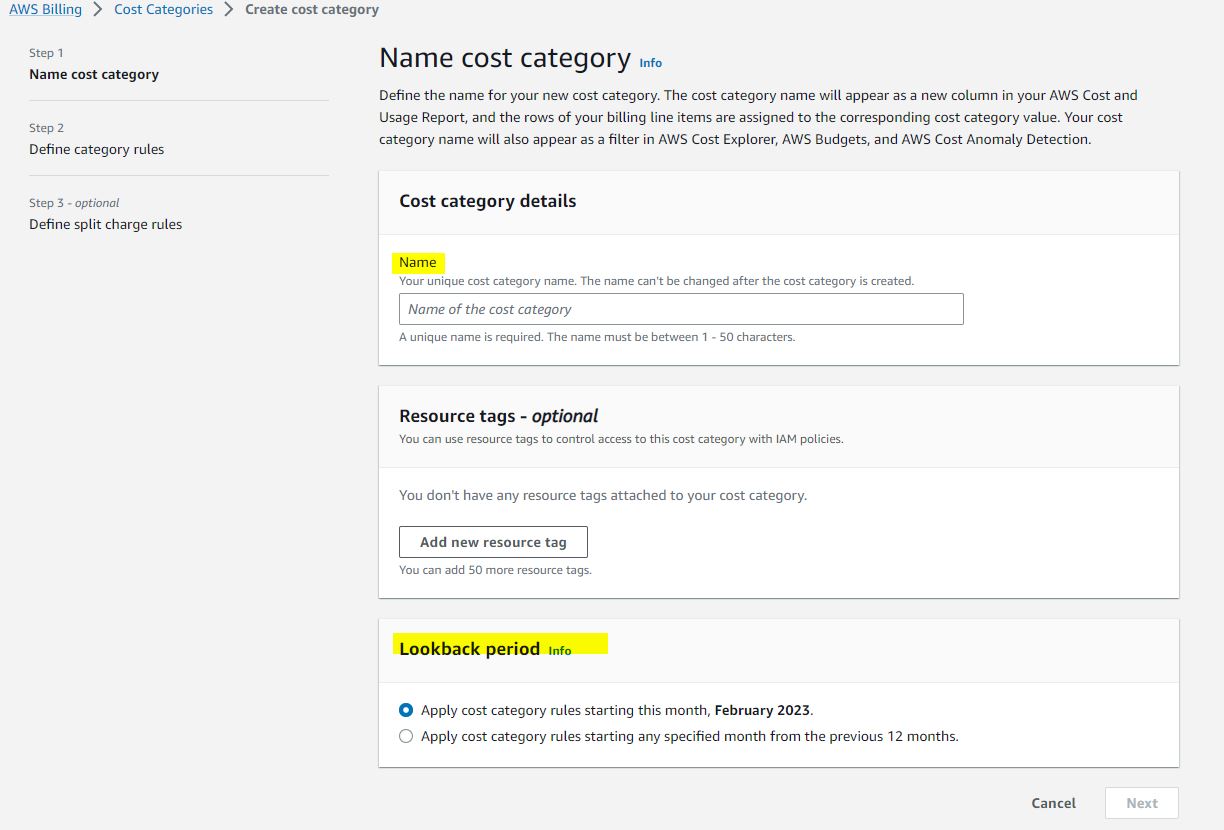 AWS Billing > Cost Categories > Create cost category
Step 1
Name cost category
Step 2
Define category rules
Step 3 - optional
Define split charge rules
Name cost category Info
Define the name for your new cost category. The cost category name will appear as a new column in your AWS Cost and
Usage Report, and the rows of your billing line items are assigned to the corresponding cost category value. Your cost
category name will also appear as a filter in AWS Cost Explorer, AWS Budgets, and AWS Cost Anomaly Detection.
Cost category details
Name
Your unique cost category name. The name can't be changed after the cost category is created.
Name of the cost category
A unique name is required. The name must be between 1 - 50 characters.
Resource tags - optional
You can use resource tags to control access to this cost category with IAM policies.
You don't have any resource tags attached to your cost category.
Add new resource tag
You can add 50 more resource tags.
Lookback period Info
Apply cost category rules starting this month, February 2023.
Apply cost category rules starting any specified month from the previous 12 months.
Cancel Next